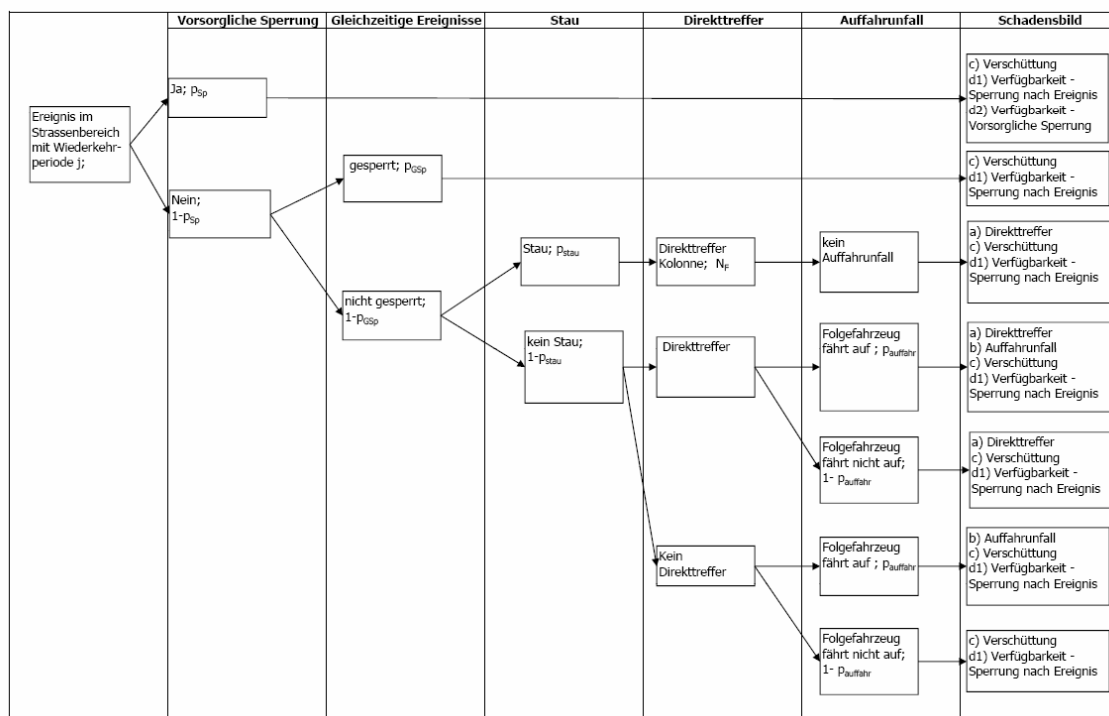 Vorsorgliche Sperrung
Gleichzeitige Ereignisse
Stau
Direkttreffer
Auffahrunfall
Schadensbild
Ereignis im
Strassenbereich
mit Wiederkehr-
periode j;
Ja; pSp
c) Verschüttung
d1) Verfügbarkeit -
Sperrung nach Ereignis
d2) Verfügbarkeit -
Vorsorgliche Sperrung
Nein;
1-pSp
gesperrt; pGSp
c) Verschüttung
d1) Verfügbarkeit -
Sperrung nach Ereignis
nicht gesperrt;
1-pGSp
Stau; pstau
Direkttreffer
Kolonne; NF
kein
Auffahrunfall
a) Direkttreffer
c) Verschüttung
d1) Verfügbarkeit -
Sperrung nach Ereignis
kein Stau;
1-pstau
Direkttreffer
Folgefahrzeug
fährt auf ; pauffahr
a) Direkttreffer
b) Auffahrunfall
c) Verschüttung
d1) Verfügbarkeit -
Sperrung nach Ereignis
Folgefahrzeug
fährt nicht auf;
1- pauffahr
a) Direkttreffer
c) Verschüttung
d1) Verfügbarkeit -
Sperrung nach Ereignis
Kein
Direkttreffer
Folgefahrzeug
fährt auf ; pauffahr
b) Auffahrunfall
c) Verschüttung
d1) Verfügbarkeit -
Sperrung nach Ereignis
Folgefahrzeug
fährt nicht auf;
1- pauffahr
c) Verschüttung
d1) Verfügbarkeit -
Sperrung nach Ereignis